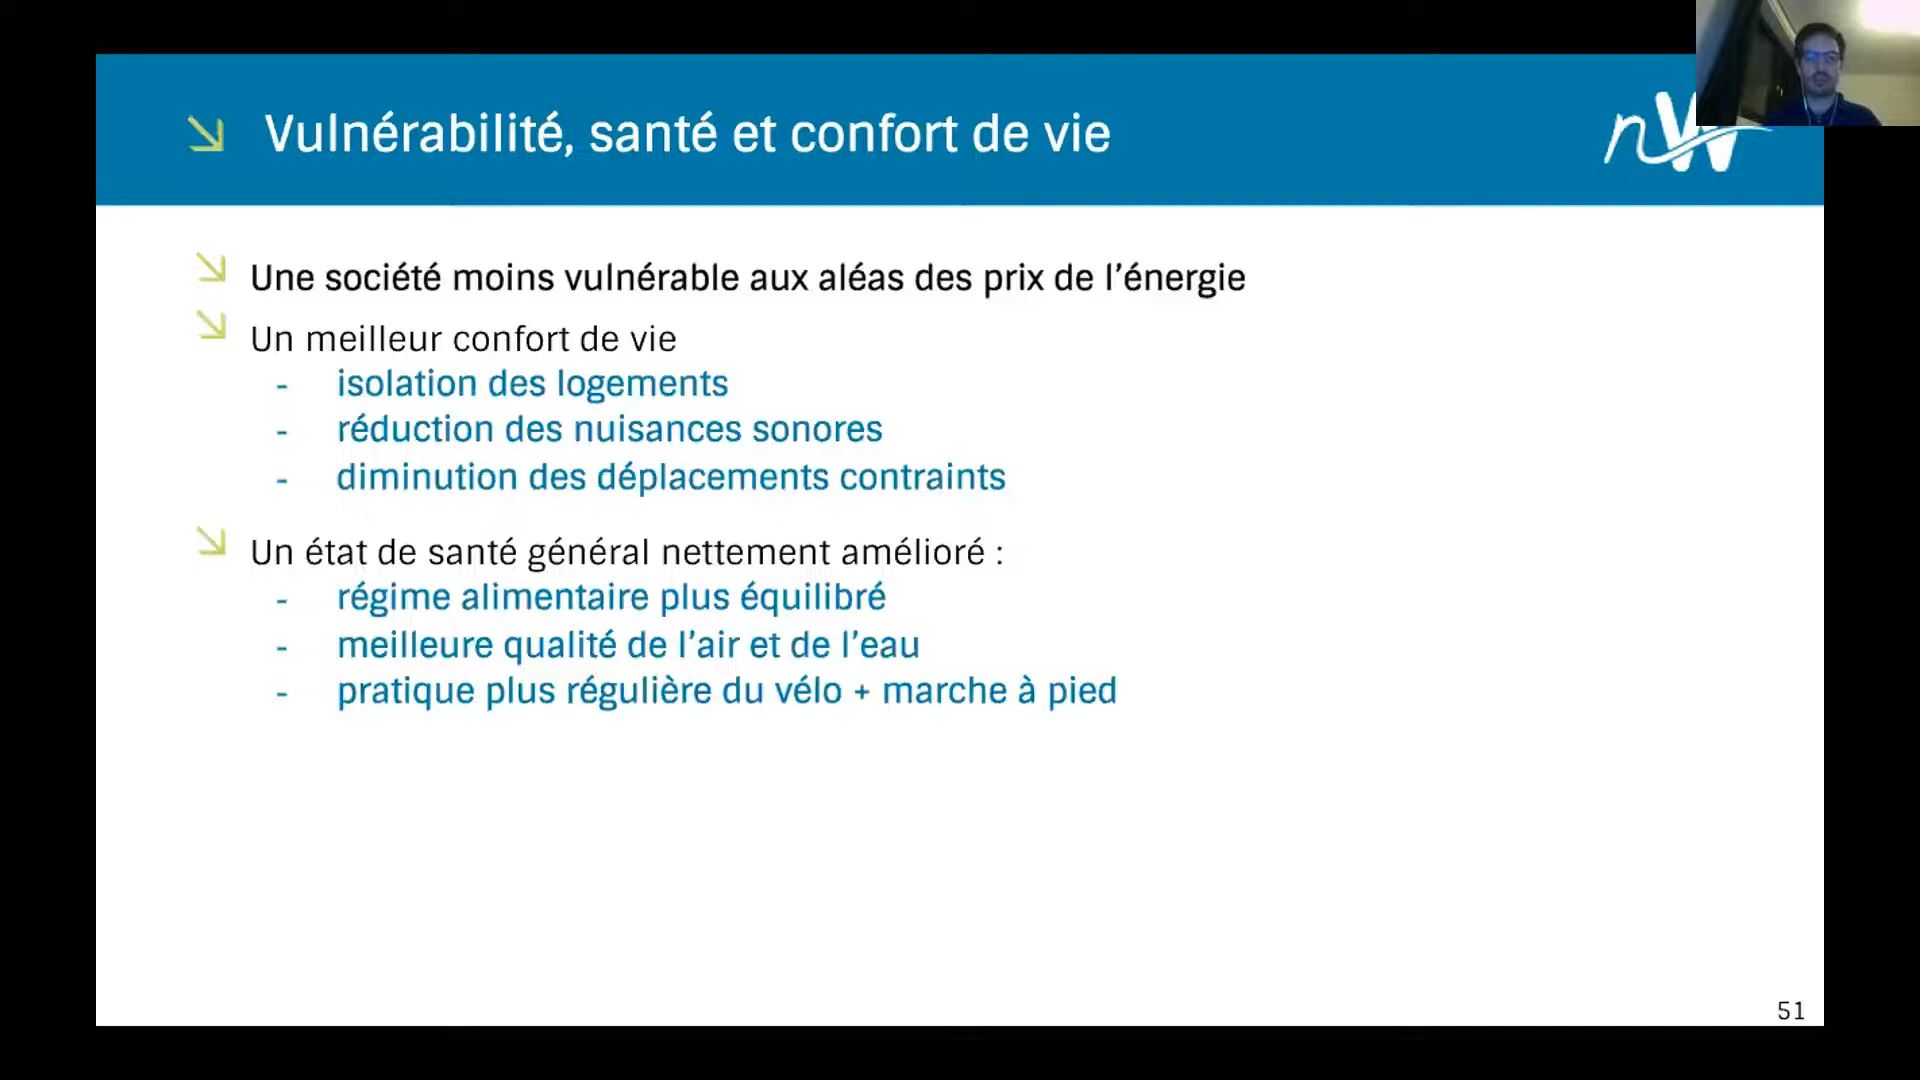 Vulnérabilité, santé et confort de vie
nW
Une société moins vulnérable aux aléas des prix de l’énergie
Un meilleur confort de vie
- isolation des logements
- réduction des nuisances sonores
- diminution des déplacements contraints
Un état de santé général nettement amélioré :
- régime alimentaire plus équilibré
- meilleure qualité de l’air et de l’eau
- pratique plus régulière du vélo + marche à pied
51